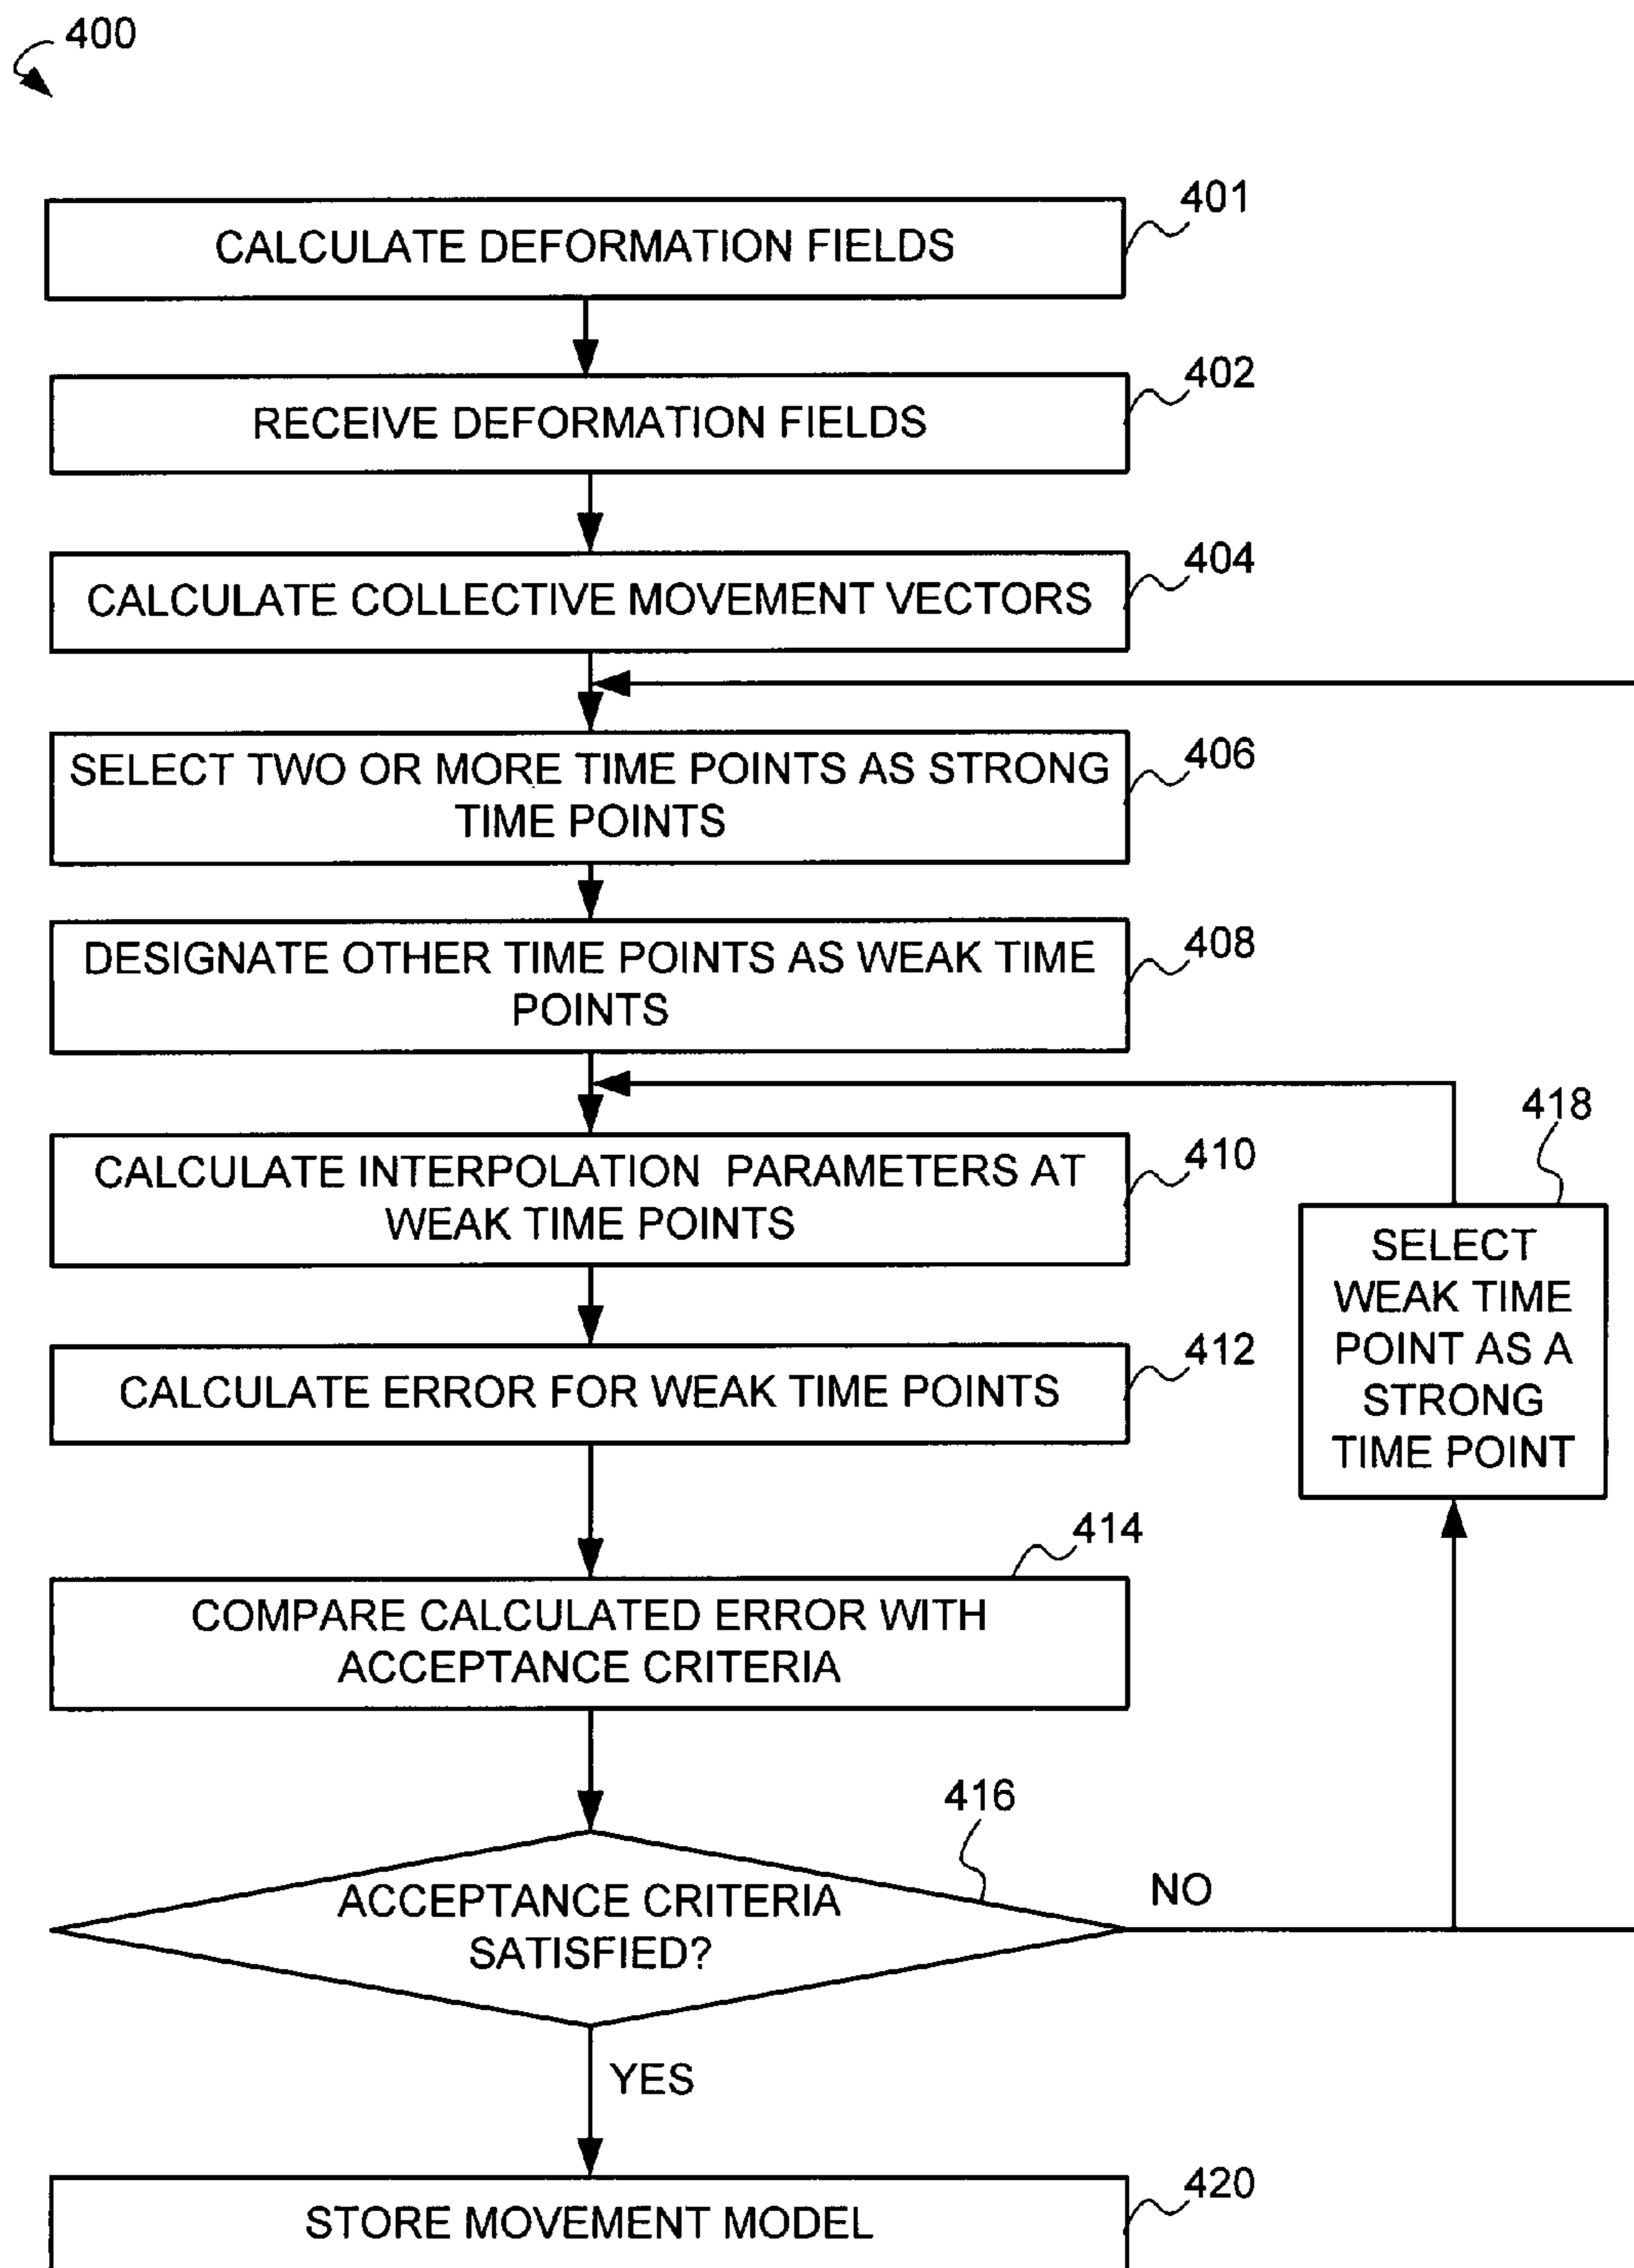 400
CALCULATE DEFORMATION FIELDS
401
RECEIVE DEFORMATION FIELDS
402
CALCULATE COLLECTIVE MOVEMENT VECTORS
404
SELECT TWO OR MORE TIME POINTS AS STRONG
TIME POINTS
406
DESIGNATE OTHER TIME POINTS AS WEAK TIME
POINTS
408
CALCULATE INTERPOLATION PARAMETERS AT
WEAK TIME POINTS
410
418
SELECT
WEAK TIME
POINT AS A
STRONG
TIME POINT
CALCULATE ERROR FOR WEAK TIME POINTS
412
414
COMPARE CALCULATED ERROR WITH
ACCEPTANCE CRITERIA
416
ACCEPTANCE CRITERIA
SATISFIED?
NO
YES
STORE MOVEMENT MODEL
420